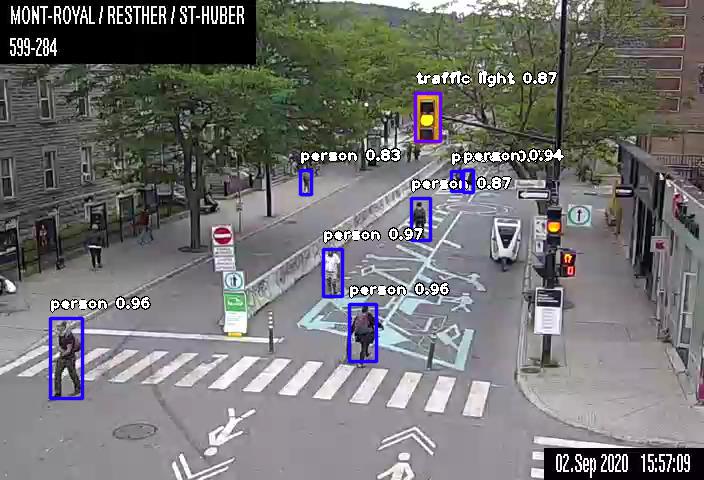 MONT-ROYAL / RESTHER / ST-HUBER
599-284
traffic light 0.87
person 0.83
0.94
person 0.87
person 0.97
person 0.96
person 0.96
02.Sep 2020 15:57:09